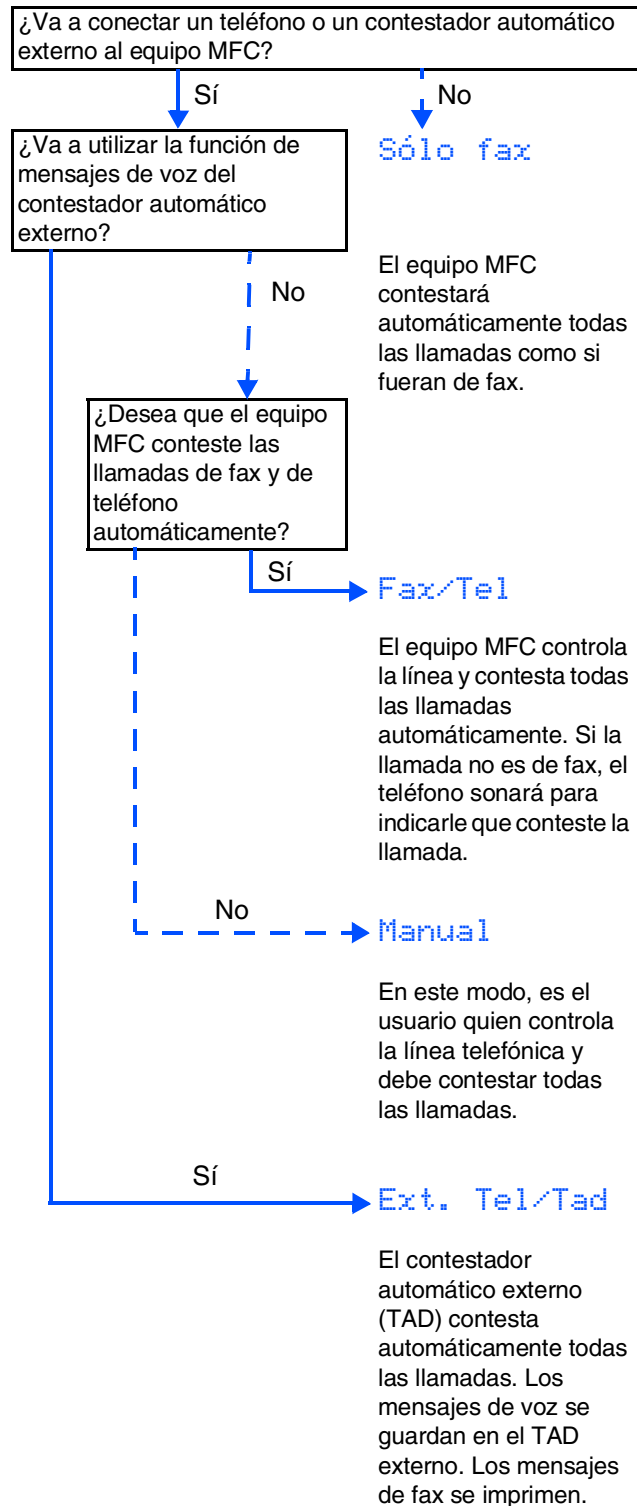 ¿Va a conectar un teléfono o un contestador automático
externo al equipo MFC?
Sí
No
¿Va a utilizar la función de
mensajes de voz del
contestador automático
externo?
Sólo fax
El equipo MFC
contestará
automáticamente todas
las llamadas como si
fueran de fax.
No
¿Desea que el equipo
MFC conteste las
llamadas de fax y de
teléfono
automáticamente?
Sí
Fax/Tel
El equipo MFC controla
la línea y contesta todas
las llamadas
automáticamente. Si la
llamada no es de fax, el
teléfono sonará para
indicarle que conteste la
llamada.
No
Manual
En este modo, es el
usuario quien controla
la línea telefónica y
debe contestar todas
las llamadas.
Sí
Ext. Tel/Tad
El contestador
automático externo
(TAD) contesta
automáticamente todas
las llamadas. Los
mensajes de voz se
guardan en el TAD
externo. Los mensajes
de fax se imprimen.